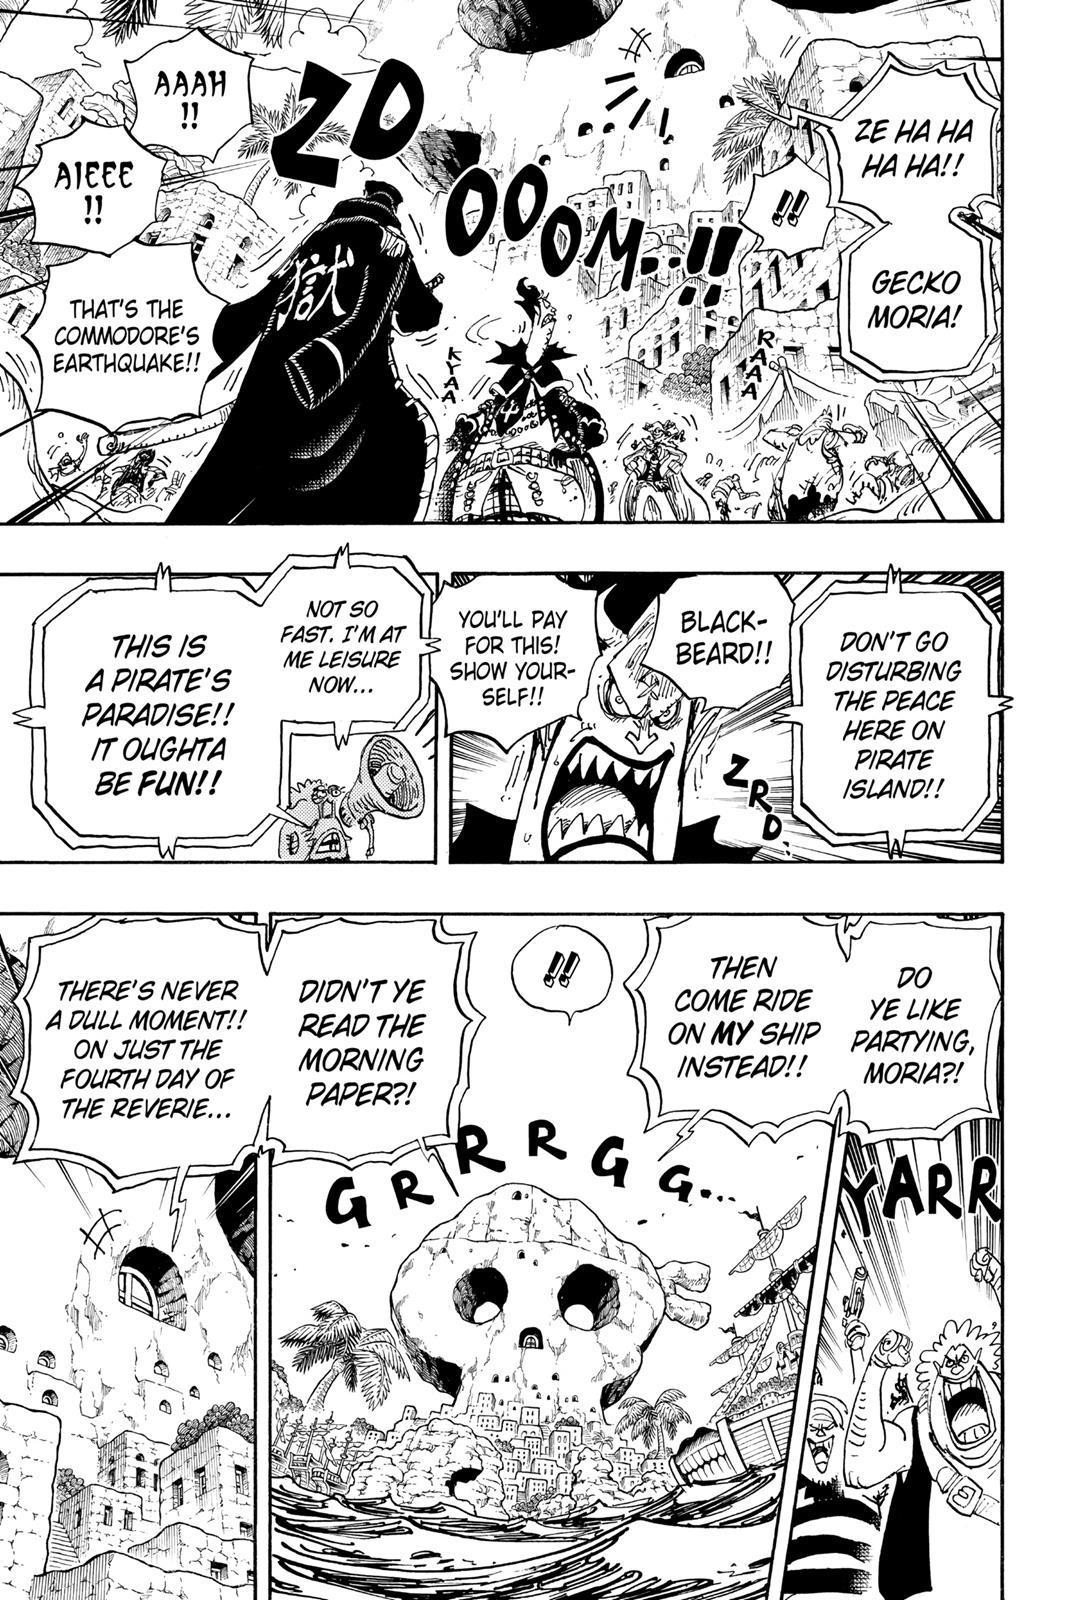 ZE HA HA
HA HA!!
GECKO
MORIA!
!!
RAAA
ZDOOOOM..!!
KYAA
獄
AAAH
!!
AIEEE
!!
THAT'S THE
COMMODORE'S
EARTHQUAKE!!
DON'T GO
DISTURBING
THE PEACE
HERE ON
PIRATE
ISLAND!!
BLACK-
BEARD!!
YOU'LL PAY
FOR THIS!
SHOW YOUR-
SELF!!
ZRD..
NOT SO
FAST. I'M AT
ME LEISURE
NOW...
THIS IS
A PIRATE'S
PARADISE!!
IT OUGHTA
BE FUN!!
DO
YE LIKE
PARTYING,
MORIA?!
THEN
COME RIDE
ON MY SHIP
INSTEAD!!
YARR
!!
DIDN'T YE
READ THE
MORNING
PAPER?!
GRRRGG...
THERE'S NEVER
A DULL MOMENT!!
ON JUST THE
FOURTH DAY OF
THE REVERIE...